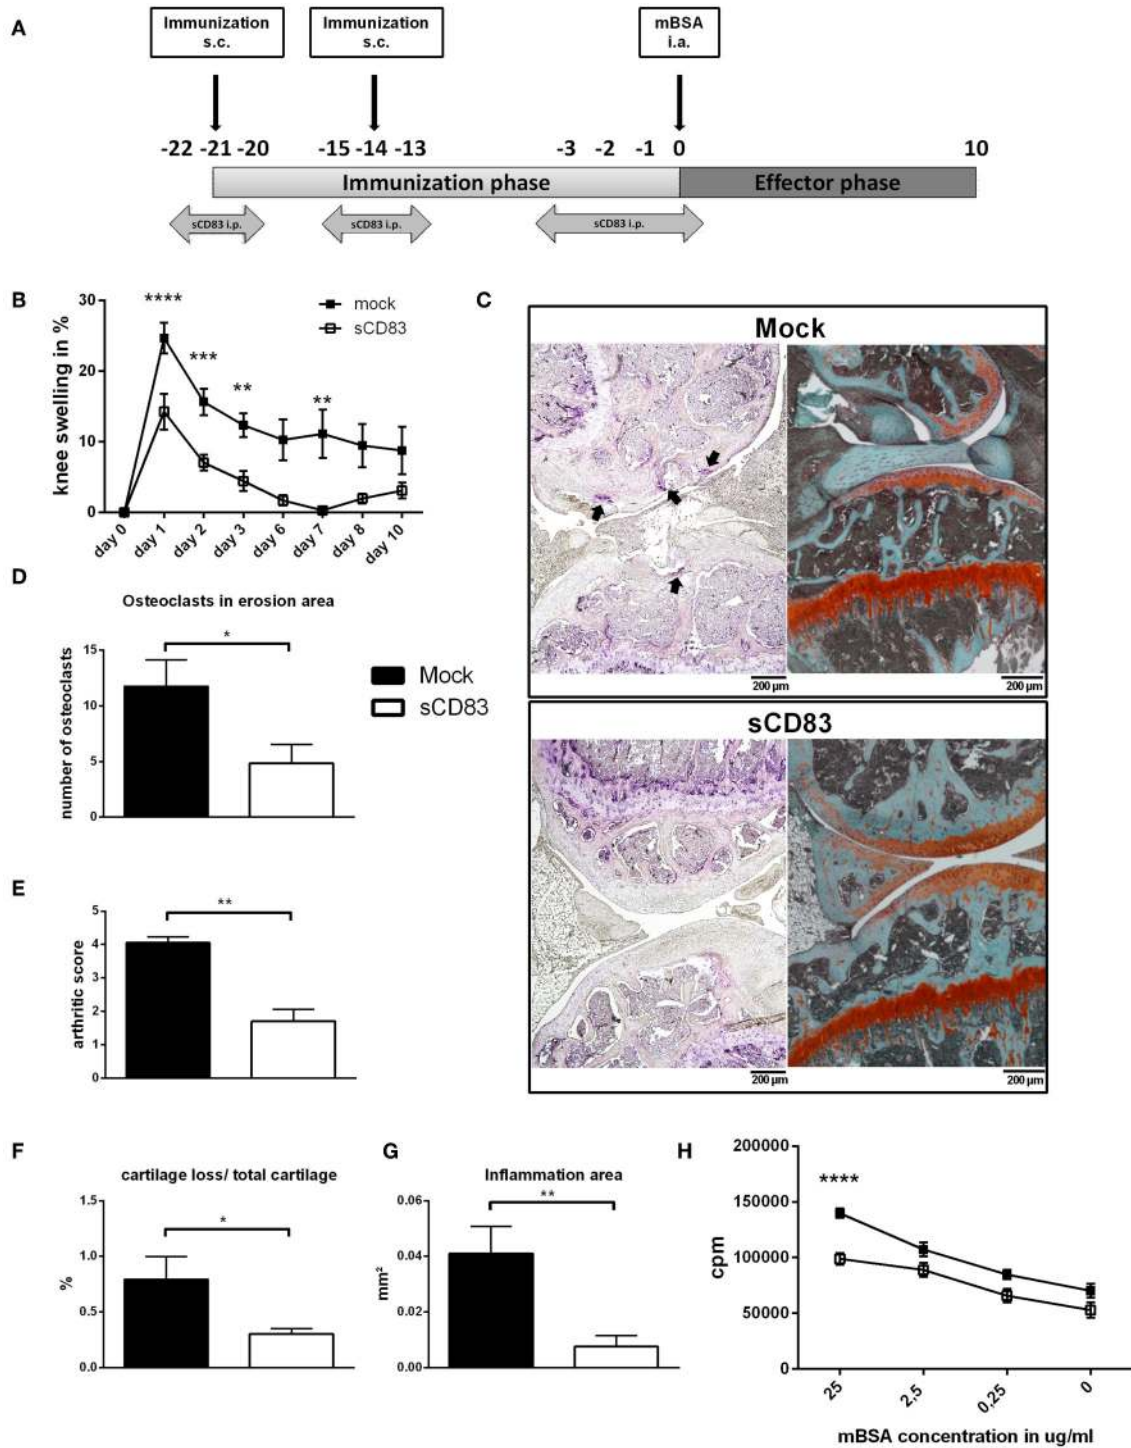 A
Immunization
s.c.
Immunization
s.c.
mBSA
i.a.
-22 -21 -20 -15 -14 -13 -3 -2 -1 0 10
Immunization phase Effector phase
sCD83 i.p. sCD83 i.p. sCD83 i.p.
B
knee swelling in %
30
20
10
0
****
***
**
**
mock
sCD83
day 0 day 1 day 2 day 3 day 6 day 7 day 8 day 10
C
Mock
200 µm 200 µm
sCD83
200 µm 200 µm
D
Osteoclasts in erosion area
number of osteoclasts
15
10
5
0
*
Mock
sCD83
E
arthritic score
5
4
3
2
1
0
**
F
cartilage loss/ total cartilage
%
1.5
1.0
0.5
0.0
*
G
Inflammation area
mm²
0.06
0.04
0.02
0.00
**
H
cpm
200000
150000
100000
50000
0
****
25 2,5 0,25 0
mBSA concentration in ug/ml